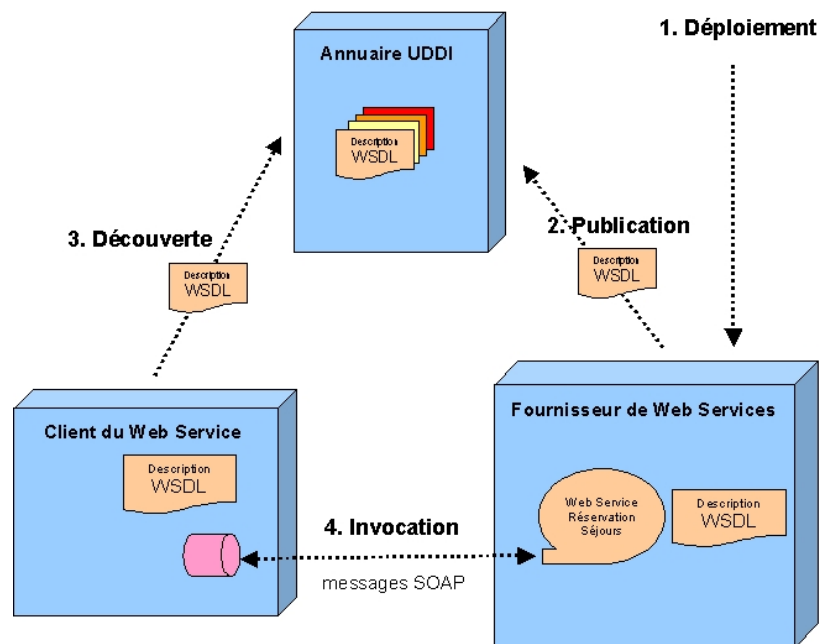 1. Déploiement
Annuaire UDDI
Description
WSDL
3. Découverte
Description
WSDL
2. Publication
Description
WSDL
Client du Web Service
Description
WSDL
Fournisseur de Web Services
Web Service
Réservation
Séjours
Description
WSDL
4. Invocation
messages SOAP